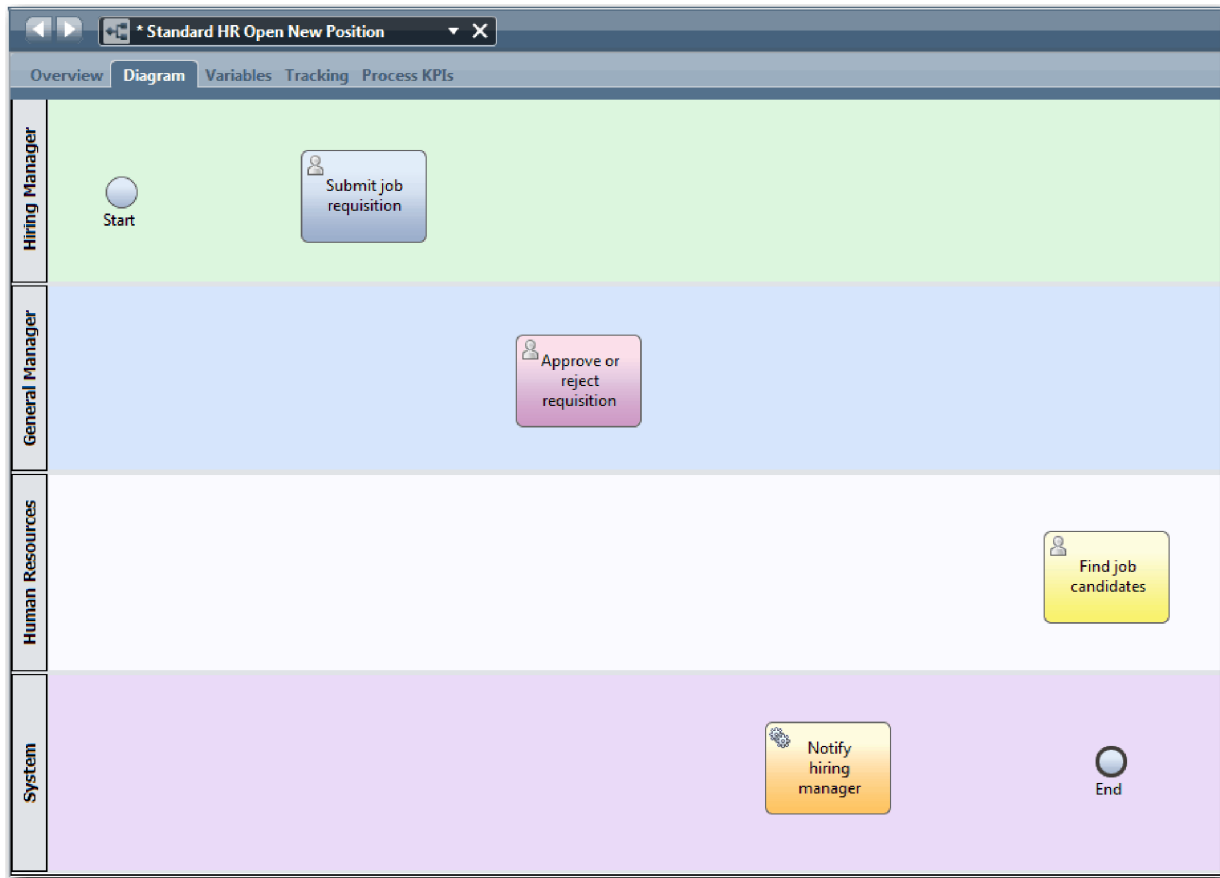 * Standard HR Open New Position
Overview Diagram Variables Tracking Process KPIs
Hiring Manager
Start
Submit job
requisition
General Manager
Approve or
reject
requisition
Human Resources
Find job
candidates
System
Notify
hiring
manager
End